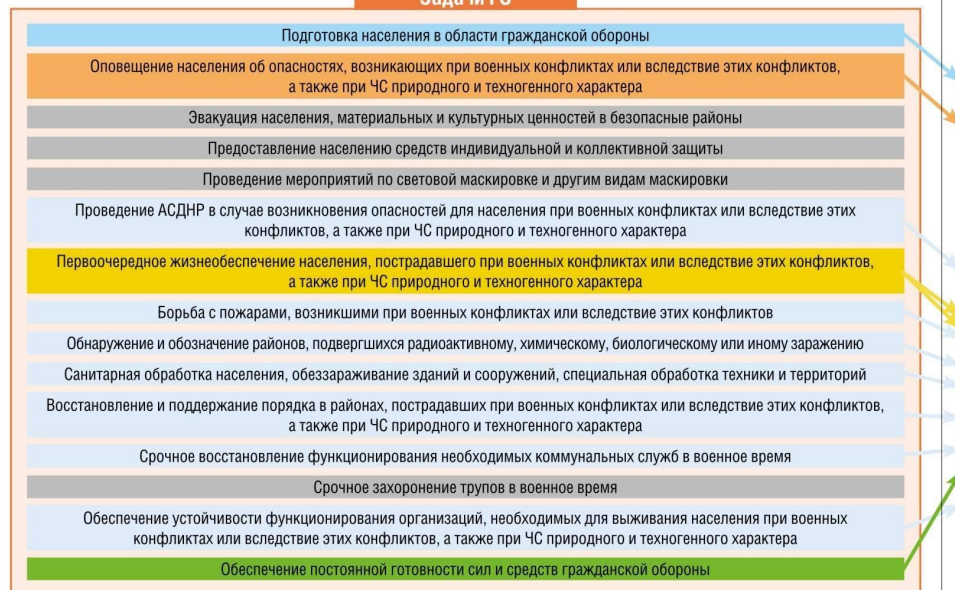 Задачи ГО
Подготовка населения в области гражданской обороны
Оповещение населения об опасностях, возникающих при военных конфликтах или вследствие этих конфликтов,
а также при ЧС природного и техногенного характера
Эвакуация населения, материальных и культурных ценностей в безопасные районы
Предоставление населению средств индивидуальной и коллективной защиты
Проведение мероприятий по световой маскировке и другим видам маскировки
Проведение АСДНР в случае возникновения опасностей для населения при военных конфликтах или вследствие этих
конфликтов, а также при ЧС природного и техногенного характера
Первоочередное жизнеобеспечение населения, пострадавшего при военных конфликтах или вследствие этих конфликтов,
а также при ЧС природного и техногенного характера
Борьба с пожарами, возникшими при военных конфликтах или вследствие этих конфликтов
Обнаружение и обозначение районов, подвергшихся радиоактивному, химическому, биологическому или иному заражению
Санитарная обработка населения, обеззараживание зданий и сооружений, специальная обработка техники и территорий
Восстановление и поддержание порядка в районах, пострадавших при военных конфликтах или вследствие этих конфликтов,
а также при ЧС природного и техногенного характера
Срочное восстановление функционирования необходимых коммунальных служб в военное время
Срочное захоронение трупов в военное время
Обеспечение устойчивости функционирования организаций, необходимых для выживания населения при военных
конфликтах или вследствие этих конфликтов, а также при ЧС природного и техногенного характера
Обеспечение постоянной готовности сил и средств гражданской обороны